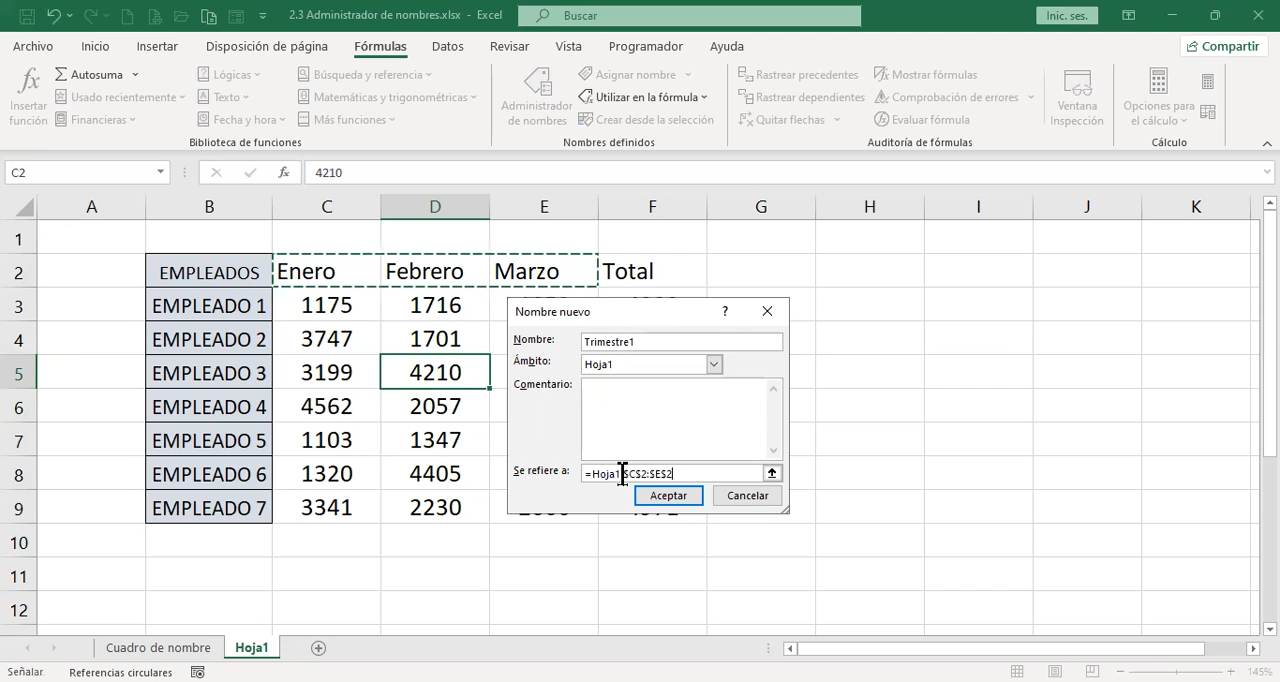 2.3 Administrador de nombres.xlsx - Excel
Buscar
Inic. ses.
Archivo Inicio Insertar Disposición de página Fórmulas Datos Revisar Vista Programador Ayuda Compartir
Insertar función
Autosuma
Usado recientemente
Financieras
Lógicas
Texto
Fecha y hora
Búsqueda y referencia
Matemáticas y trigonométricas
Más funciones
Biblioteca de funciones
Administrador de nombres
Asignar nombre
Utilizar en la fórmula
Crear desde la selección
Nombres definidos
Rastrear precedentes
Rastrear dependientes
Quitar flechas
Mostrar fórmulas
Comprobación de errores
Evaluar fórmula
Auditoría de fórmulas
Ventana Inspección
Opciones para el cálculo
Cálculo
C2 fx 4210
A B C D E F G H I J K
1
2 EMPLEADOS Enero Febrero Marzo Total
3 EMPLEADO 1 1175 1716
4 EMPLEADO 2 3747 1701
5 EMPLEADO 3 3199 4210
6 EMPLEADO 4 4562 2057
7 EMPLEADO 5 1103 1347
8 EMPLEADO 6 1320 4405
9 EMPLEADO 7 3341 2230
10
11
12
Nombre nuevo ?
Nombre: Trimestre1
Ámbito: Hoja1
Comentario:
Se refiere a: =Hoja1!$C$2:$E$2
Aceptar Cancelar
Cuadro de nombre Hoja1
Señalar Referencias circulares 145%